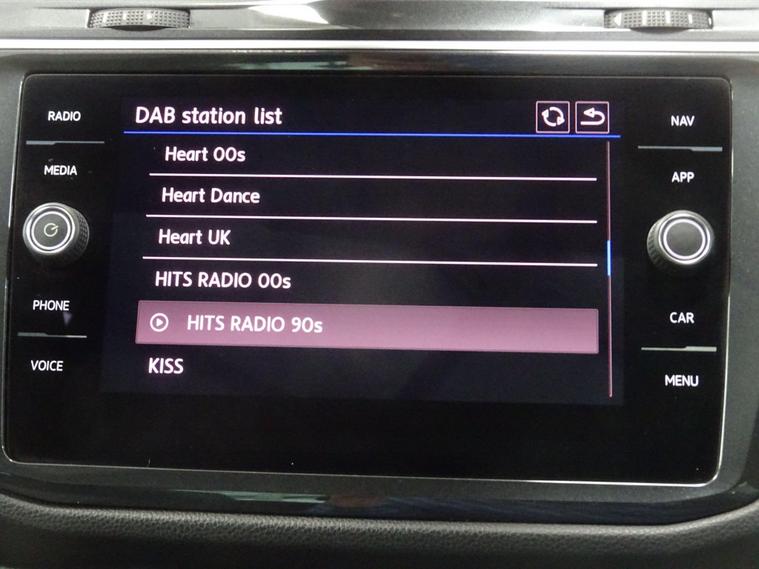 RADIO
MEDIA
PHONE
VOICE
DAB station list
Heart 00s
Heart Dance
Heart UK
HITS RADIO 00s
HITS RADIO 90s
KISS
NAV
APP
CAR
MENU